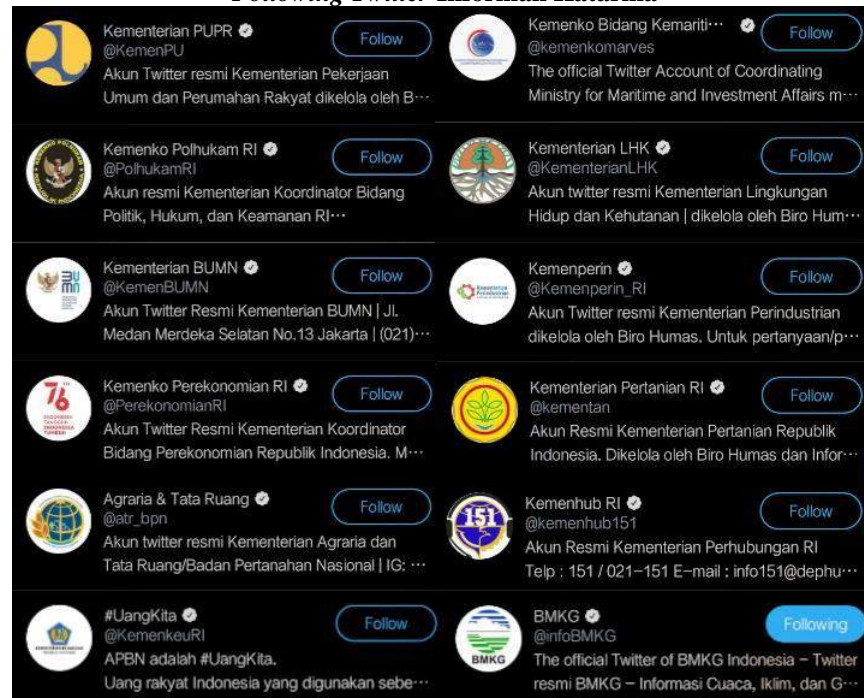 Following Twitter Informan Katarina
Kementerian PUPR
Follow
@KemenPU
Akun Twitter resmi Kementerian Pekerjaan
Umum dan Perumahan Rakyat dikelola oleh B···
Kemenko Bidang Kemariti···
Follow
@kemenkomarves
The official Twitter Account of Coordinating
Ministry for Maritime and Investment Affairs m···
Kemenko Polhukam RI
Follow
@PolhukamRI
Akun resmi Kementerian Koordinator Bidang
Politik, Hukum, dan Keamanan RI···
Kementerian LHK
Follow
@KementerianLHK
Akun twitter resmi Kementerian Lingkungan
Hidup dan Kehutanan | dikelola oleh Biro Hum···
Kementerian BUMN
Follow
@KemenBUMN
Akun Twitter Resmi Kementerian BUMN | Jl.
Medan Merdeka Selatan No.13 Jakarta | (021)···
Kemenperin
Follow
@Kemenperin_RI
Akun Twitter resmi Kementerian Perindustrian
dikelola oleh Biro Humas. Untuk pertanyaan/p···
76
Kemenko Perekonomian RI
Follow
@PerekonomianRI
Akun Twitter Resmi Kementerian Koordinator
Bidang Perekonomian Republik Indonesia. M···
Kementerian Pertanian RI
Follow
@kementan
Akun Resmi Kementerian Pertanian Republik
Indonesia. Dikelola oleh Biro Humas dan Infor···
Agraria & Tata Ruang
Follow
@atr_bpn
Akun twitter resmi Kementerian Agraria dan
Tata Ruang/Badan Pertanahan Nasional | IG: ···
151
Kemenhub RI
Follow
@kemenhub151
Akun Resmi Kementerian Perhubungan RI
Telp : 151 / 021–151 E–mail : info151@dephu···
#UangKita
Follow
@KemenkeuRI
APBN adalah #UangKita.
Uang rakyat Indonesia yang digunakan sebe···
BMKG
BMKG
Following
@infoBMKG
The official Twitter of BMKG Indonesia – Twitter
resmi BMKG – Informasi Cuaca, Iklim, dan G···